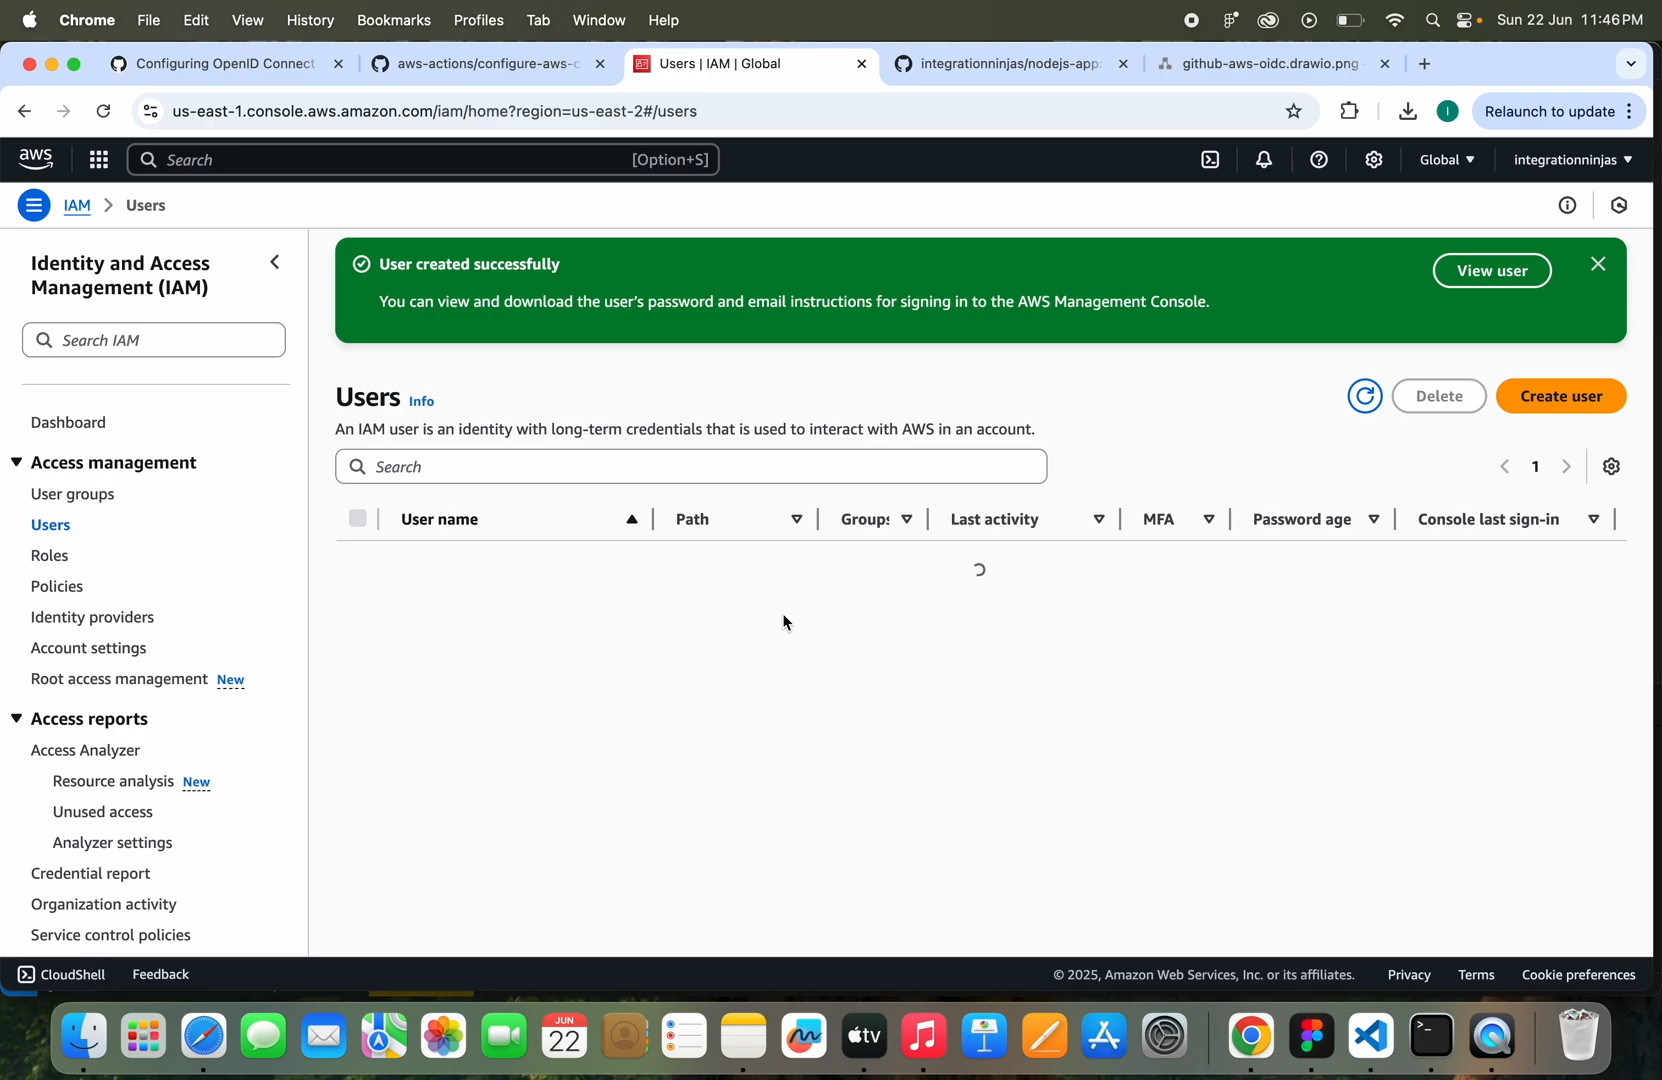 Chrome File Edit View History Bookmarks Profiles Tab Window Help Sun 22 Jun 11:46 PM
Configuring OpenID Connect aws-actions/configure-aws-c Users | IAM | Global integrationninjas/nodejs-app github-aws-oidc.drawio.png
us-east-1.console.aws.amazon.com/iam/home?region=us-east-2#/users I Relaunch to update
aws Search [Option+S] Global integrationninjas
IAM Users
Identity and Access
Management (IAM)
Search IAM
Dashboard
Access management
User groups
Users
Roles
Policies
Identity providers
Account settings
Root access management New
Access reports
Access Analyzer
Resource analysis New
Unused access
Analyzer settings
Credential report
Organization activity
Service control policies
User created successfully View user
You can view and download the user's password and email instructions for signing in to the AWS Management Console.
Users Info Delete Create user
An IAM user is an identity with long-term credentials that is used to interact with AWS in an account.
Search 1
User name Path Groups Last activity MFA Password age Console last sign-in
CloudShell Feedback © 2025, Amazon Web Services, Inc. or its affiliates. Privacy Terms Cookie preferences
JUN
22
tv